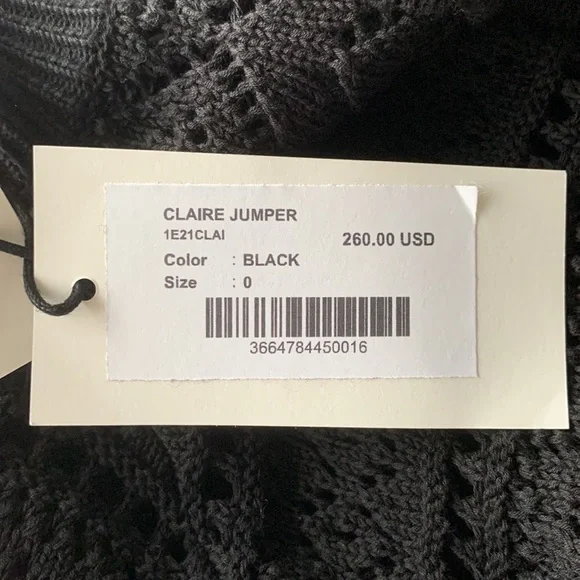 CLAIRE JUMPER
1E21CLAI
260.00 USD
Color : BLACK
Size : 0
3664784450016